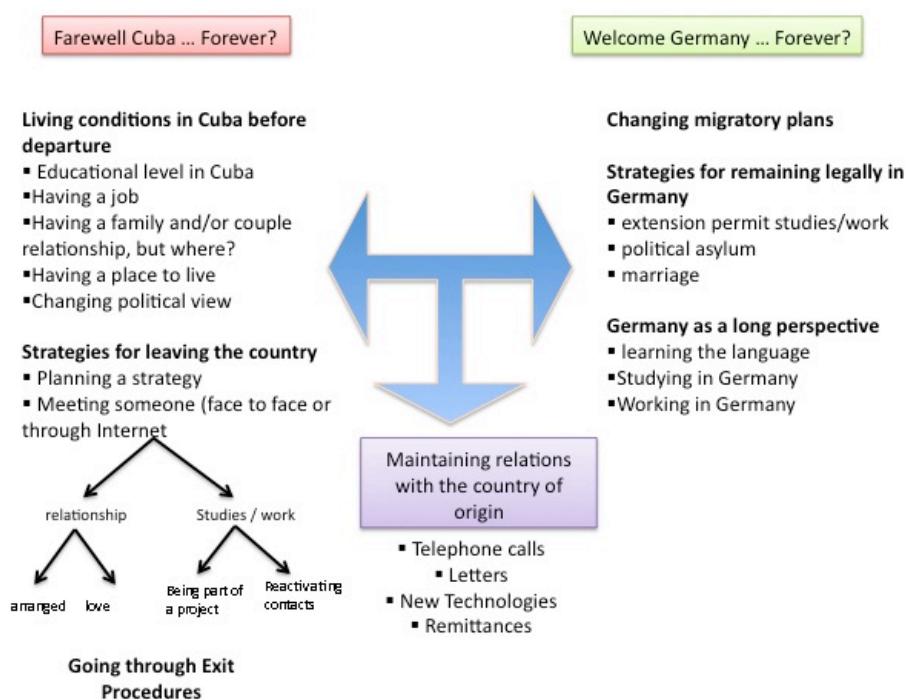 Farewell Cuba ... Forever?
Welcome Germany ... Forever?
Living conditions in Cuba before
departure
▪ Educational level in Cuba
▪Having a job
▪Having a family and/or couple
relationship, but where?
▪Having a place to live
▪Changing political view
Strategies for leaving the country
▪ Planning a strategy
▪ Meeting someone (face to face or
through Internet
relationship
Studies / work
arranged
love
Being part of
a project
Reactivating
contacts
Going through Exit
Procedures
Maintaining relations
with the country of
origin
▪ Telephone calls
▪ Letters
▪ New Technologies
▪ Remittances
Changing migratory plans
Strategies for remaining legally in
Germany
▪ extension permit studies/work
▪ political asylum
▪ marriage
Germany as a long perspective
▪ learning the language
▪Studying in Germany
▪Working in Germany